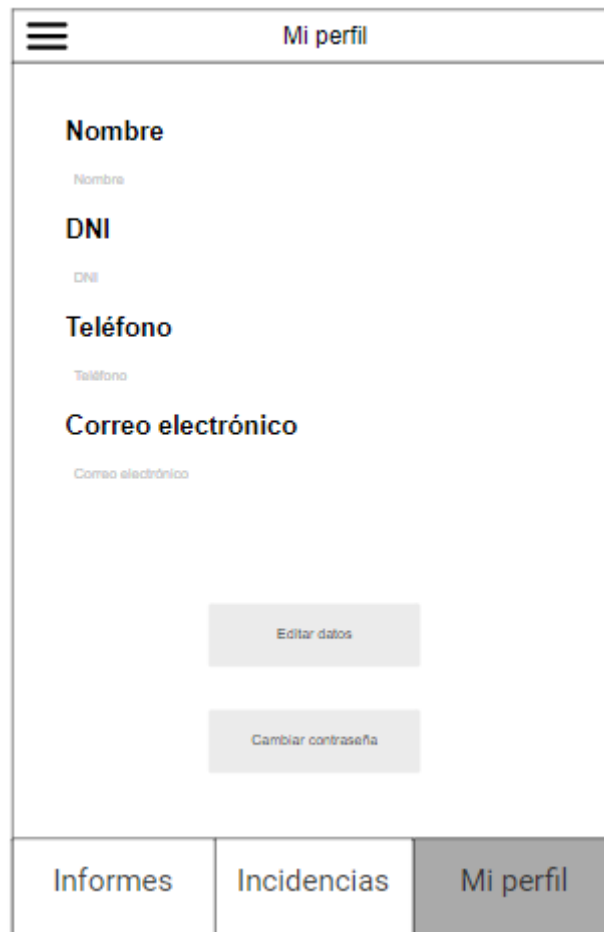 Mi perfil
Nombre
Nombre
DNI
DNI
Teléfono
Teléfono
Correo electrónico
Correo electrónico
Editar datos
Cambiar contraseña
Informes
Incidencias
Mi perfil